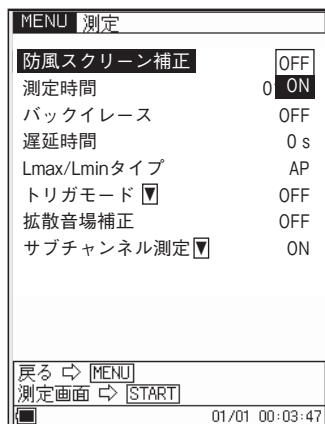 MENU 測定
防風スクリーン補正 OFF
測定時間 0 ON
バックイレース OFF
遅延時間 0 s
Lmax/Lminタイプ AP
トリガモード ▼ OFF
拡散音場補正 OFF
サブチャンネル測定 ▼ ON
戻る ⇨ MENU
測定画面 ⇨ START
01/01 00:03:47